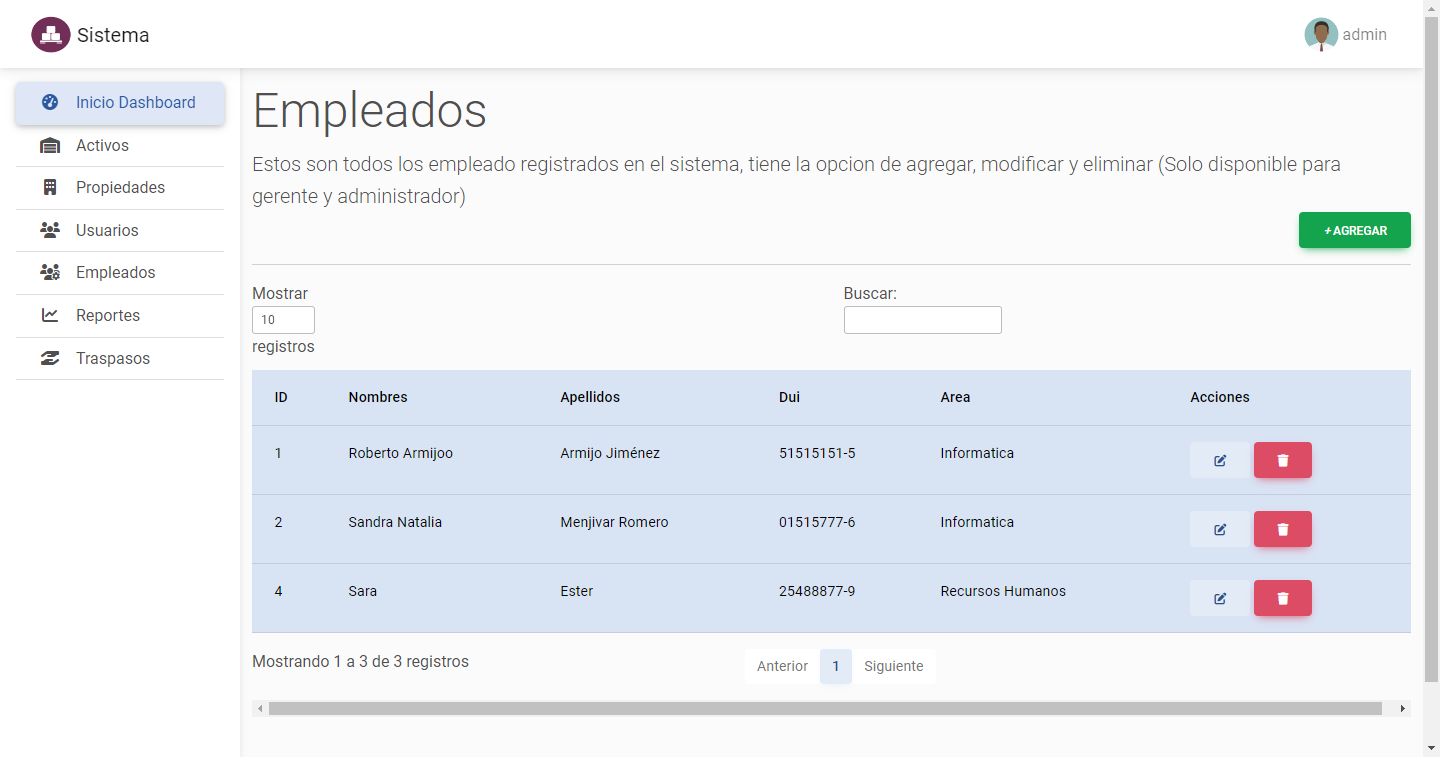 Sistema
admin
Inicio Dashboard
Activos
Propiedades
Usuarios
Empleados
Reportes
Traspasos
Empleados
Estos son todos los empleado registrados en el sistema, tiene la opcion de agregar, modificar y eliminar (Solo disponible para
gerente y administrador)
+ AGREGAR
Mostrar
10
registros
Buscar:
ID Nombres Apellidos Dui Area Acciones
1 Roberto Armijoo Armijo Jiménez 51515151-5 Informatica
2 Sandra Natalia Menjivar Romero 01515777-6 Informatica
4 Sara Ester 25488877-9 Recursos Humanos
Mostrando 1 a 3 de 3 registros
Anterior 1 Siguiente